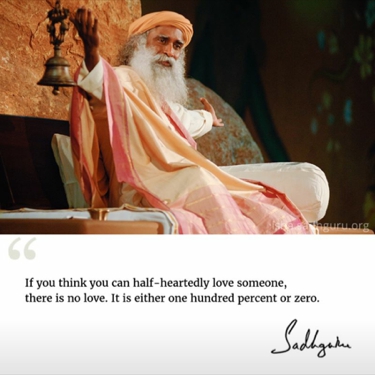 “
If you think you can half-heartedly love someone,
there is no love. It is either one hundred percent or zero.
Sadhguru